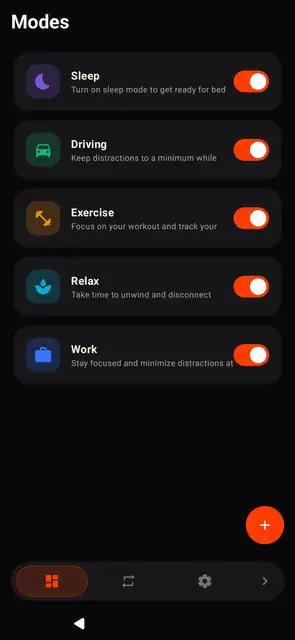 Modes
Sleep
Turn on sleep mode to get ready for bed
Driving
Keep distractions to a minimum while
Exercise
Focus on your workout and track your
Relax
Take time to unwind and disconnect
Work
Stay focused and minimize distractions at